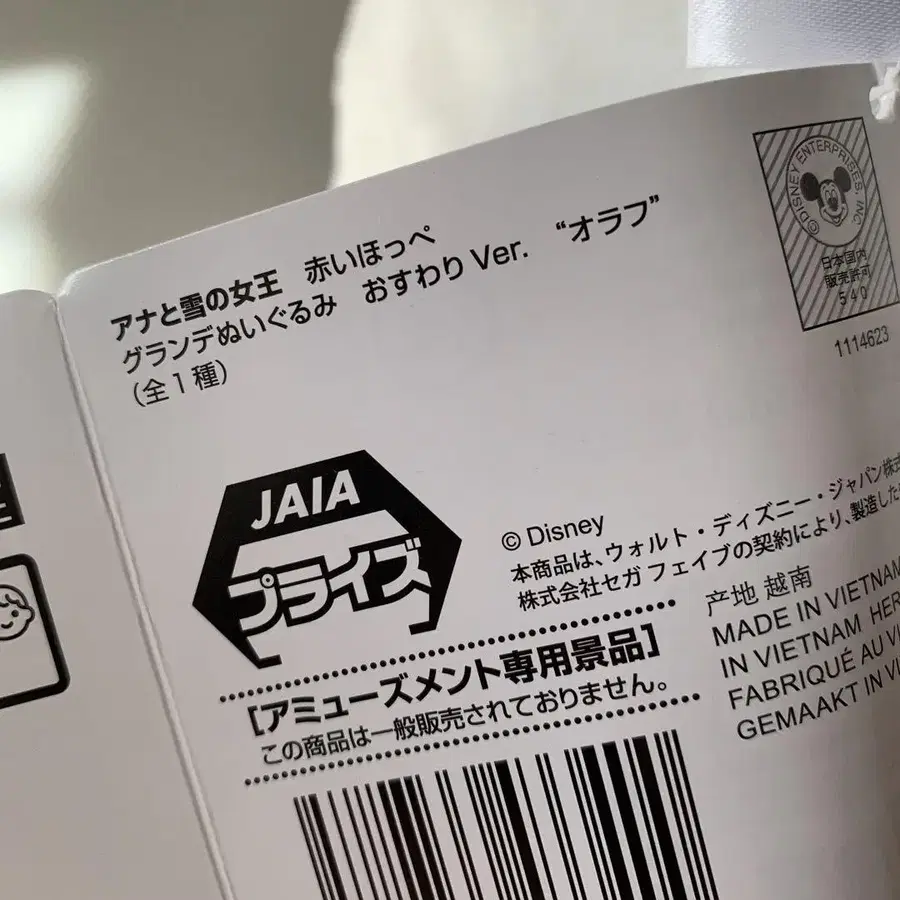 アナと雪の女王 赤いほっぺ
グランデぬいぐるみ おすわりVer. “オラフ”
(全1種)
©DISNEY ENTERPRISES, INC
日本国内
販売許可
540
1114623
JAIA
プライズ
© Disney
本商品は、ウォルト・ディズニー・ジャパン株式
株式会社セガ フェイブの契約により、製造した
[アミューズメント専用景品]
この商品は一般販売されておりません。
产地 越南
MADE IN VIETNAM HER
IN VIETNAM
FABRIQUÉ AU VI
GEMAAKT IN VI